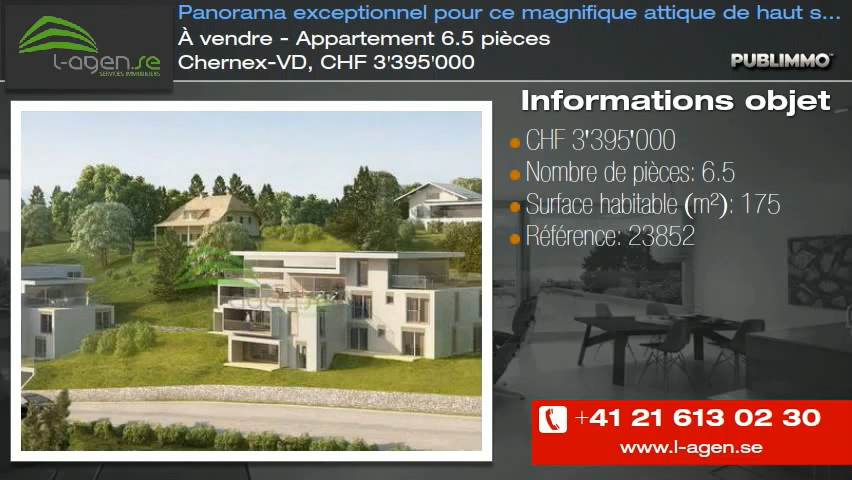 Panorama exceptionnel pour ce magnifique attique de haut s...
À vendre - Appartement 6.5 pièces
Chernex-VD, CHF 3'395'000
l-agen.se
SERVICES IMMOBILIERS
PUBLIMMO
Informations objet
CHF 3'395'000
Nombre de pièces: 6.5
Surface habitable (m²): 175
Référence: 23852
l-agen.se
+41 21 613 02 30
www.l-agen.se